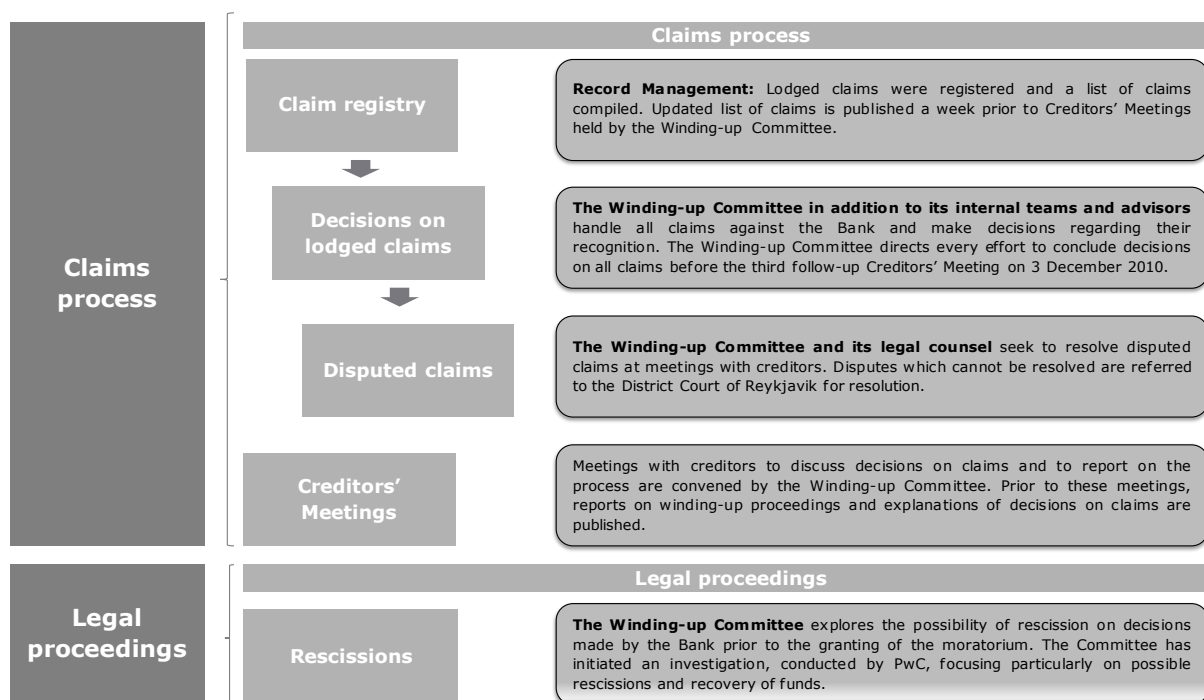 Claims process
Claims
process
Claim registry
Record Management: Lodged claims were registered and a list of claims
compiled. Updated list of claims is published a week prior to Creditors’ Meetings
held by the Winding-up Committee.
Decisions on
lodged claims
The Winding-up Committee in addition to its internal teams and advisors
handle all claims against the Bank and make decisions regarding their
recognition. The Winding-up Committee directs every effort to conclude decisions
on all claims before the third follow-up Creditors’ Meeting on 3 December 2010.
Disputed claims
The Winding-up Committee and its legal counsel seek to resolve disputed
claims at meetings with creditors. Disputes which cannot be resolved are referred
to the District Court of Reykjavik for resolution.
Creditors’
Meetings
Meetings with creditors to discuss decisions on claims and to report on the
process are convened by the Winding-up Committee. Prior to these meetings,
reports on winding-up proceedings and explanations of decisions on claims are
published.
Legal proceedings
Legal
proceedings
Rescissions
The Winding-up Committee explores the possibility of rescission on decisions
made by the Bank prior to the granting of the moratorium. The Committee has
initiated an investigation, conducted by PwC, focusing particularly on possible
rescissions and recovery of funds.